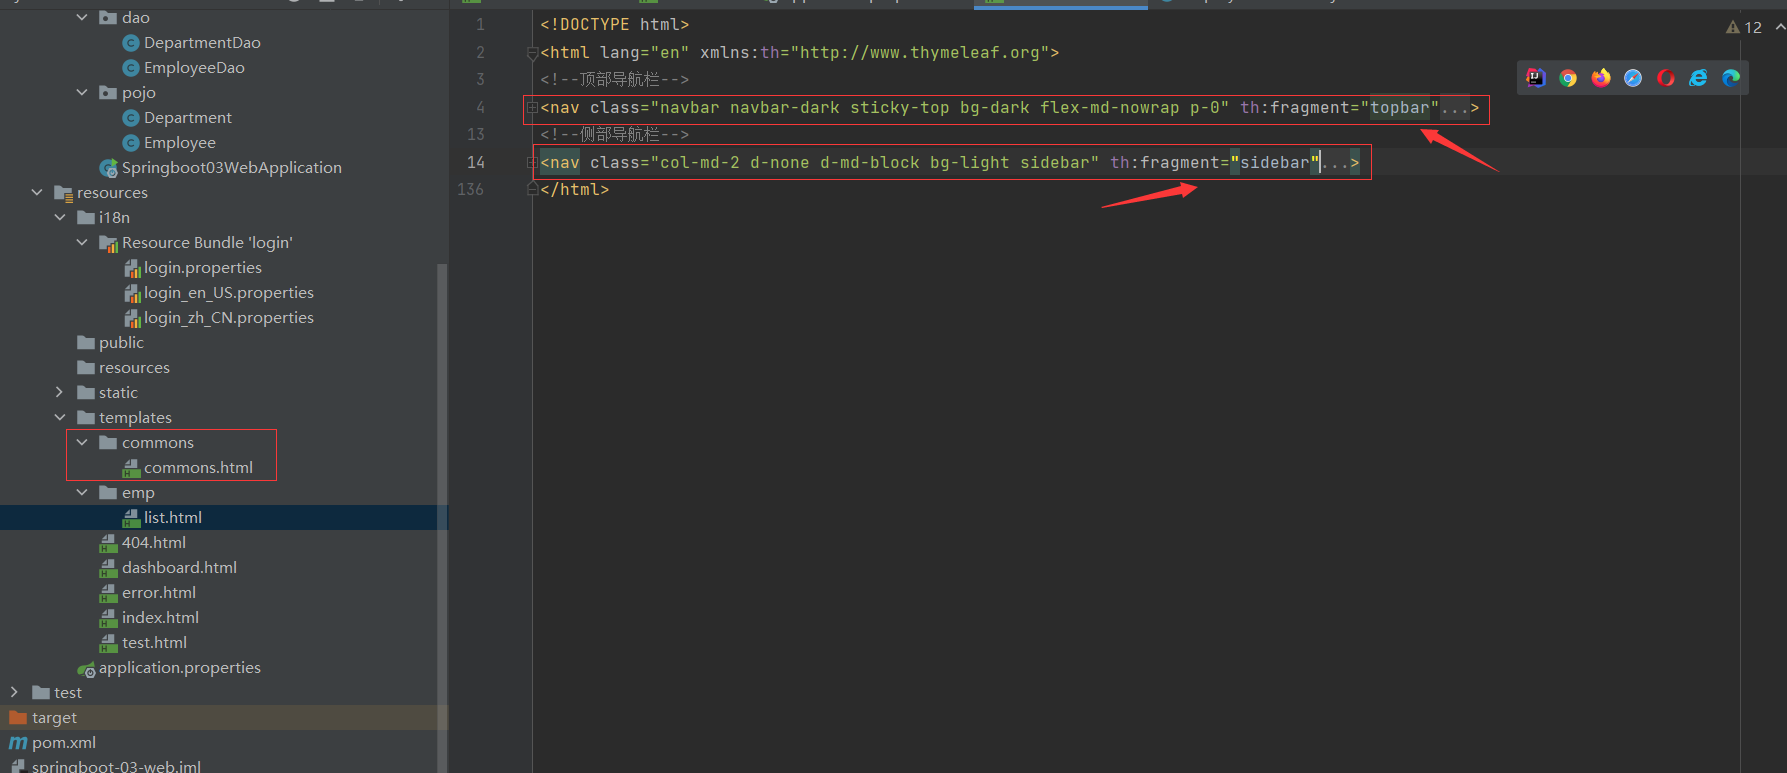 dao
DepartmentDao
EmployeeDao
pojo
Department
Employee
Springboot03WebApplication
resources
i18n
Resource Bundle 'login'
login.properties
login_en_US.properties
login_zh_CN.properties
public
resources
static
templates
commons
commons.html
emp
list.html
404.html
dashboard.html
error.html
index.html
test.html
application.properties
test
target
pom.xml
springboot-03-web.iml
1 <!DOCTYPE html>
2 <html lang="en" xmlns:th="http://www.thymeleaf.org">
3 <!--顶部导航栏-->
4 <nav class="navbar navbar-dark sticky-top bg-dark flex-md-nowrap p-0" th:fragment="topbar"...>
13 <!--侧部导航栏-->
14 <nav class="col-md-2 d-none d-md-block bg-light sidebar" th:fragment="sidebar"...>
136 </html>
12